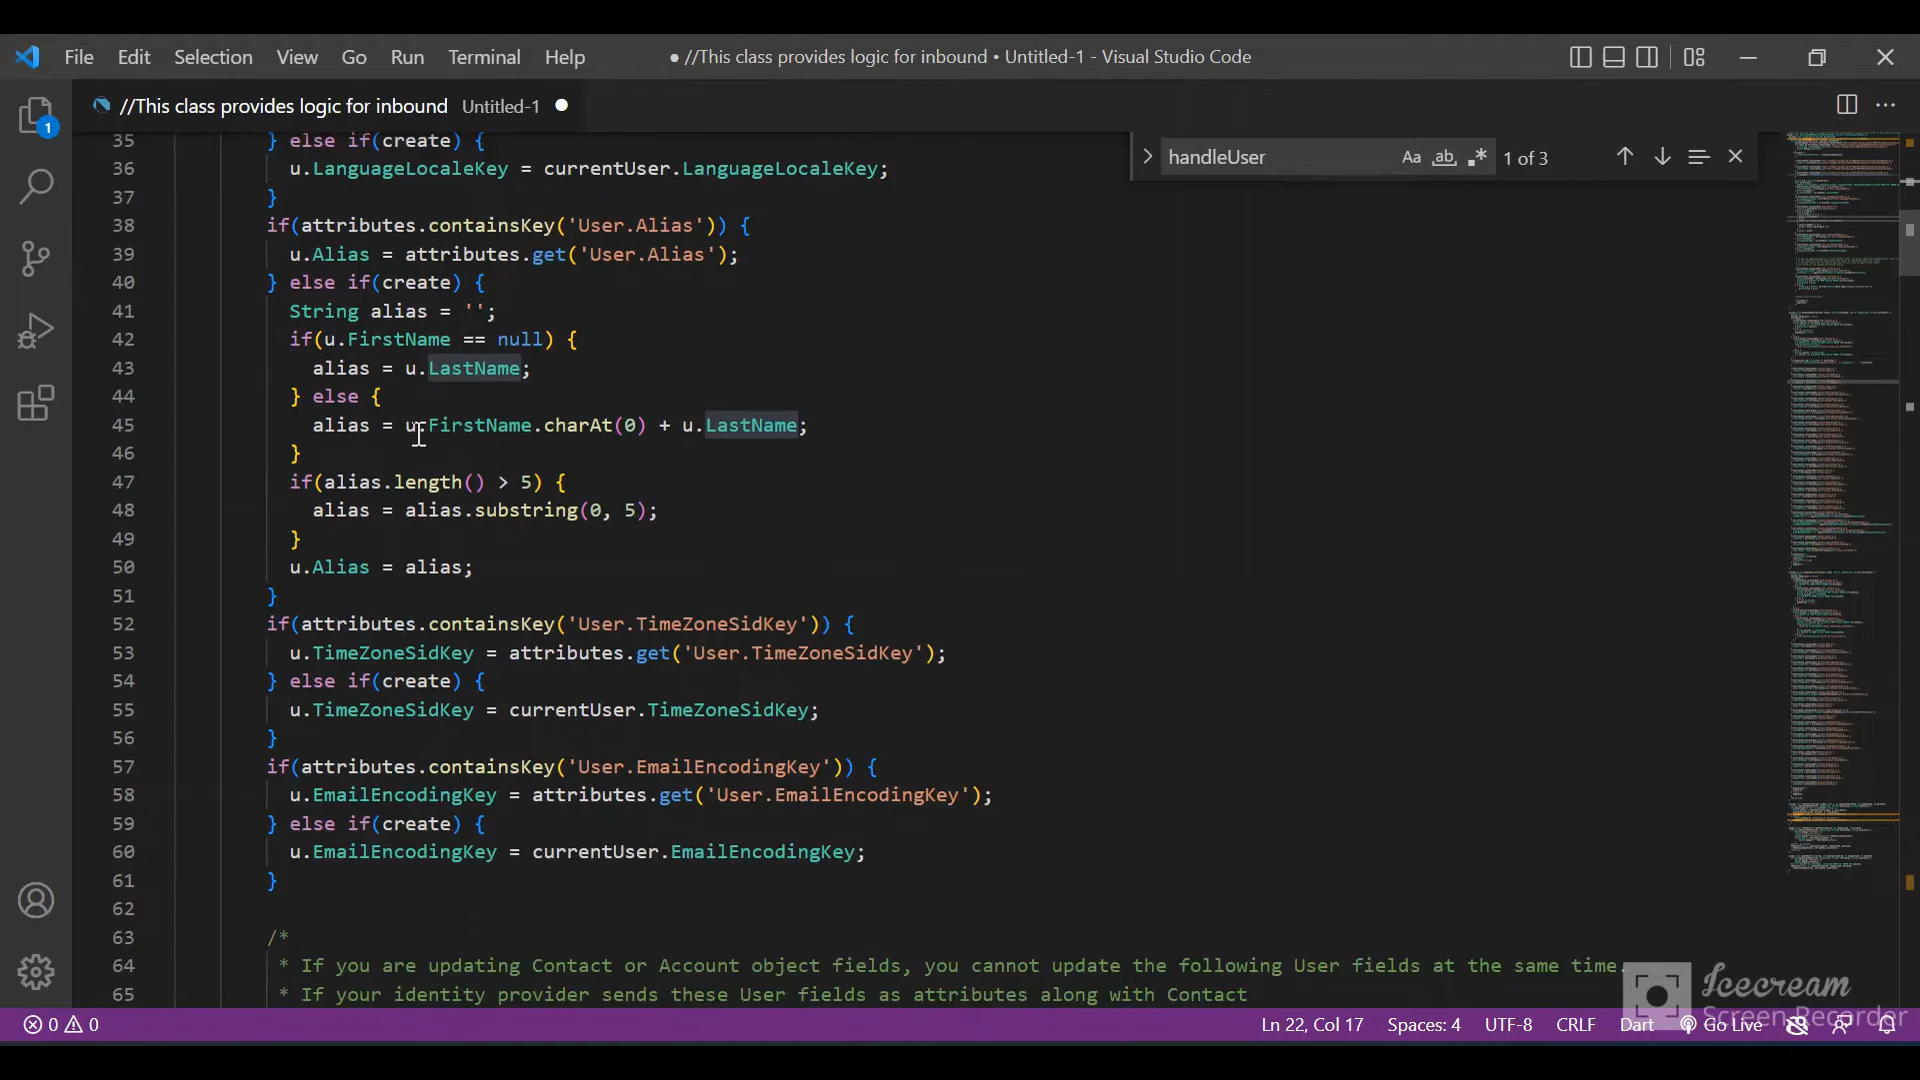 File Edit Selection View Go Run Terminal Help ● //This class provides logic for inbound • Untitled-1 - Visual Studio Code
//This class provides logic for inbound Untitled-1 ●
handleUser Aa ab .* 1 of 3
35 } else if(create) {
36 u.LanguageLocaleKey = currentUser.LanguageLocaleKey;
37 }
38 if(attributes.containsKey('User.Alias')) {
39 u.Alias = attributes.get('User.Alias');
40 } else if(create) {
41 String alias = '';
42 if(u.FirstName == null) {
43 alias = u.LastName;
44 } else {
45 alias = u.FirstName.charAt(0) + u.LastName;
46 }
47 if(alias.length() > 5) {
48 alias = alias.substring(0, 5);
49 }
50 u.Alias = alias;
51 }
52 if(attributes.containsKey('User.TimeZoneSidKey')) {
53 u.TimeZoneSidKey = attributes.get('User.TimeZoneSidKey');
54 } else if(create) {
55 u.TimeZoneSidKey = currentUser.TimeZoneSidKey;
56 }
57 if(attributes.containsKey('User.EmailEncodingKey')) {
58 u.EmailEncodingKey = attributes.get('User.EmailEncodingKey');
59 } else if(create) {
60 u.EmailEncodingKey = currentUser.EmailEncodingKey;
61 }
62
63 /*
64 * If you are updating Contact or Account object fields, you cannot update the following User fields at the same time.
65 * If your identity provider sends these User fields as attributes along with Contact
1
Icecream
Screen Recorder
0 0 Ln 22, Col 17 Spaces: 4 UTF-8 CRLF Dart Go Live